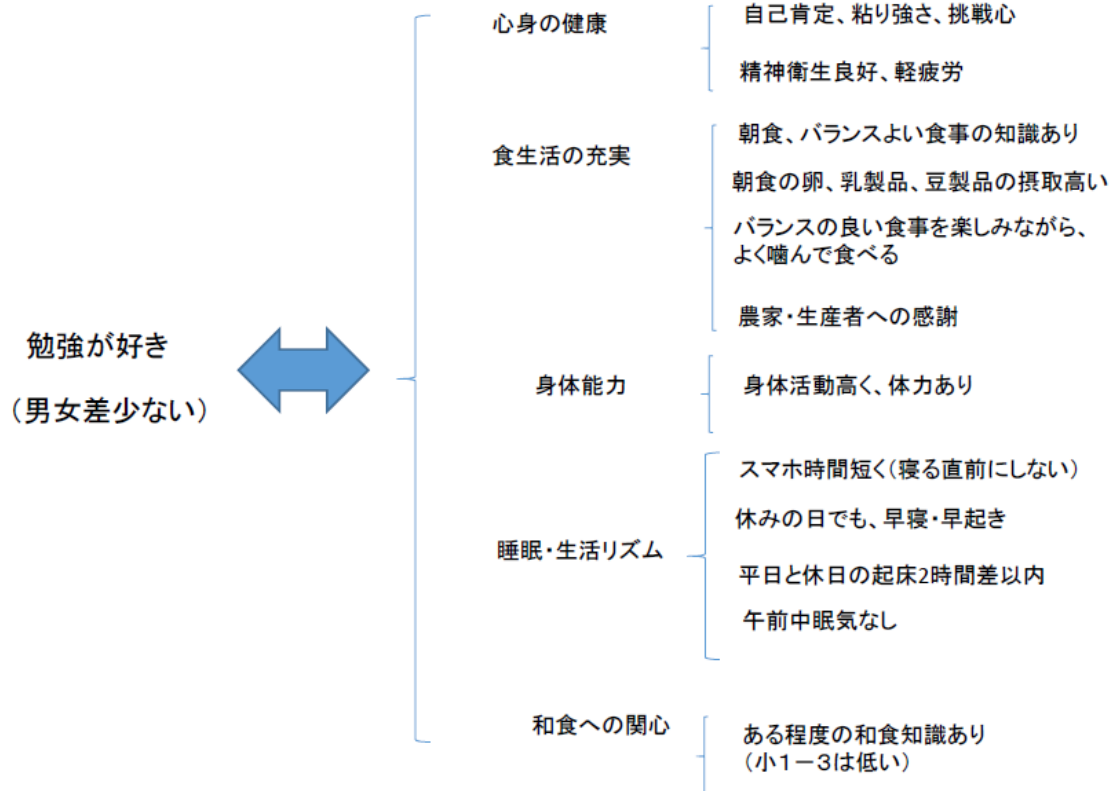 心身の健康
自己肯定、粘り強さ、挑戦心
精神衛生良好、軽疲労
食生活の充実
朝食、バランスよい食事の知識あり
朝食の卵、乳製品、豆製品の摂取高い
バランスの良い食事を楽しみながら、
よく噛んで食べる
農家・生産者への感謝
勉強が好き
（男女差少ない）
身体能力
身体活動高く、体力あり
睡眠・生活リズム
スマホ時間短く（寝る直前にしない）
休みの日でも、早寝・早起き
平日と休日の起床2時間差以内
午前中眠気なし
和食への関心
ある程度の和食知識あり
（小１－３は低い）